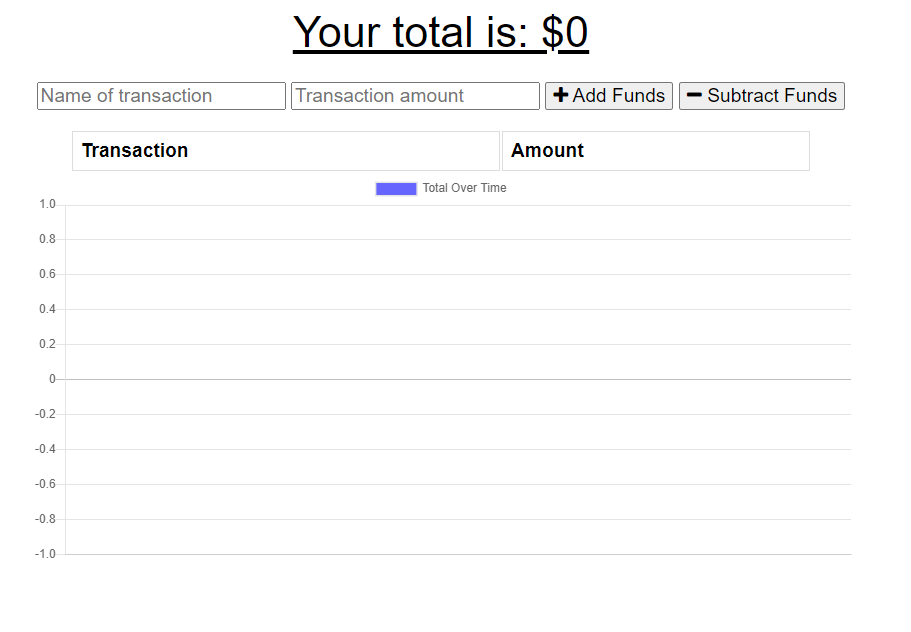 Your total is: $0
Name of transaction Transaction amount Add Funds Subtract Funds
Transaction Amount
Total Over Time
1.0
0.8
0.6
0.4
0.2
0
-0.2
-0.4
-0.6
-0.8
-1.0